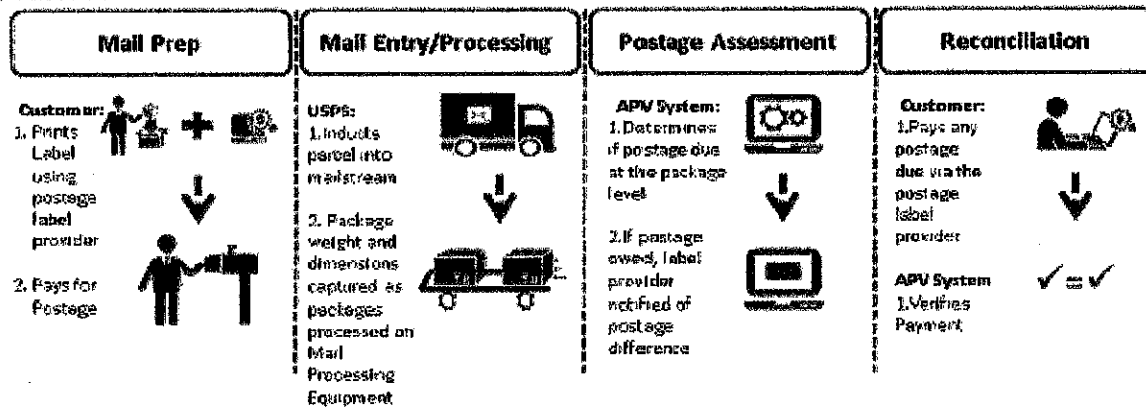 Mail Prep
Customer:
1. Prints
Label
using
postage
label
provider
2. Pays for
Postage
Mail Entry/Processing
USPS:
1. Inducts
parcel into
mailstream
2. Package
weight and
dimensions
captured as
packages
processed on
Mail
Processing
Equipment
Postage Assessment
APV System:
1.Determines
if postage due
at the package
level
2.If postage
owed, label
provider
notified of
postage
difference
Reconciliation
Customer:
1.Pays any
postage
due via the
postage
label
provider
APV System
1.Verifies
Payment